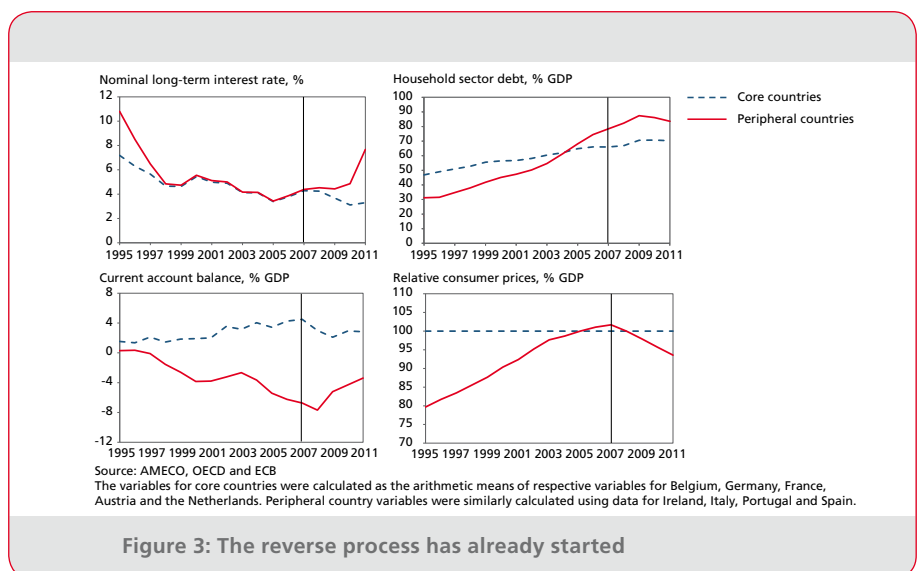 Nominal long-term interest rate, %
12
10
8
6
4
2
0
1995 1997 1999 2001 2003 2005 2007 2009 2011
Household sector debt, % GDP
100
90
80
70
60
50
40
30
20
10
0
1995 1997 1999 2001 2003 2005 2007 2009 2011
Core countries
Peripheral countries
Current account balance, % GDP
8
4
0
-4
-8
-12
1995 1997 1999 2001 2003 2005 2007 2009 2011
Relative consumer prices, % GDP
110
105
100
95
90
85
80
75
70
1995 1997 1999 2001 2003 2005 2007 2009 2011
Source: AMECO, OECD and ECB
The variables for core countries were calculated as the arithmetic means of respective variables for Belgium, Germany, France,
Austria and the Netherlands. Peripheral country variables were similarly calculated using data for Ireland, Italy, Portugal and Spain.
Figure 3: The reverse process has already started